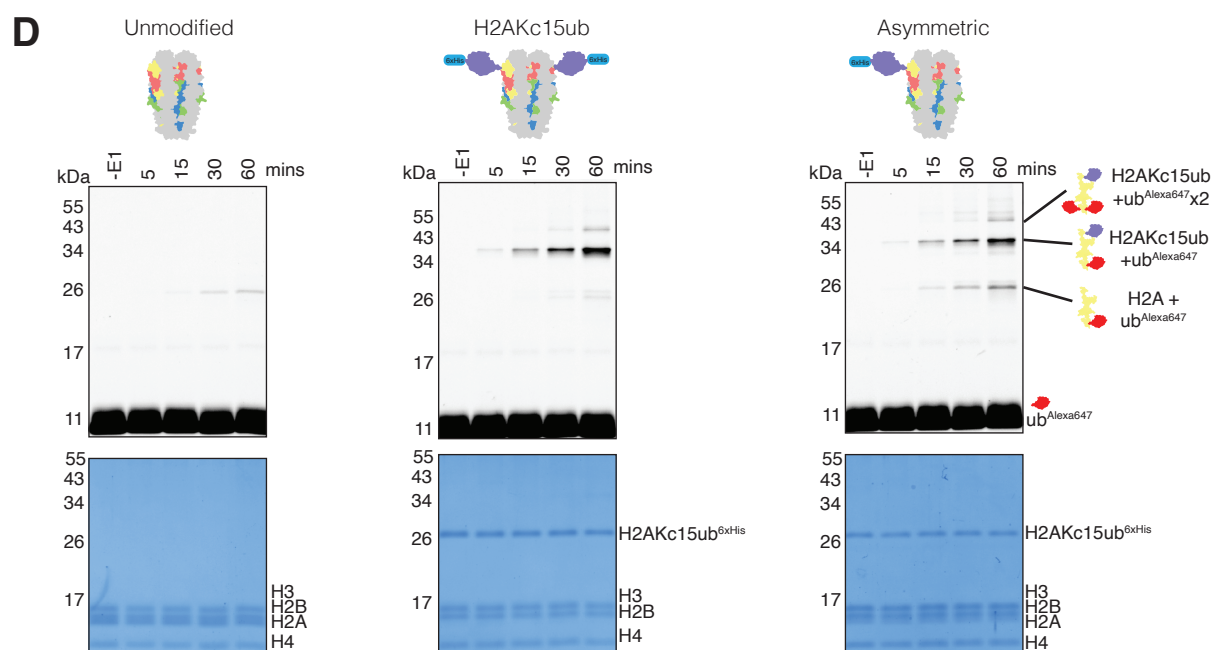 D
Unmodified
H2AKc15ub
Asymmetric
6xHis
6xHis
6xHis
kDa -E1 5 15 30 60 mins
55
43
34
26
17
11
kDa -E1 5 15 30 60 mins
55
43
34
26
17
11
kDa -E1 5 15 30 60 mins
55
43
34
26
17
11
H2AKc15ub
+ubAlexa647x2
H2AKc15ub
+ubAlexa647
H2A +
ubAlexa647
ubAlexa647
55
43
34
26
17
H3
H2B
H2A
H4
55
43
34
26
17
H2AKc15ub6xHis
H3
H2B
H4
55
43
34
26
17
H2AKc15ub6xHis
H3
H2B
H2A
H4